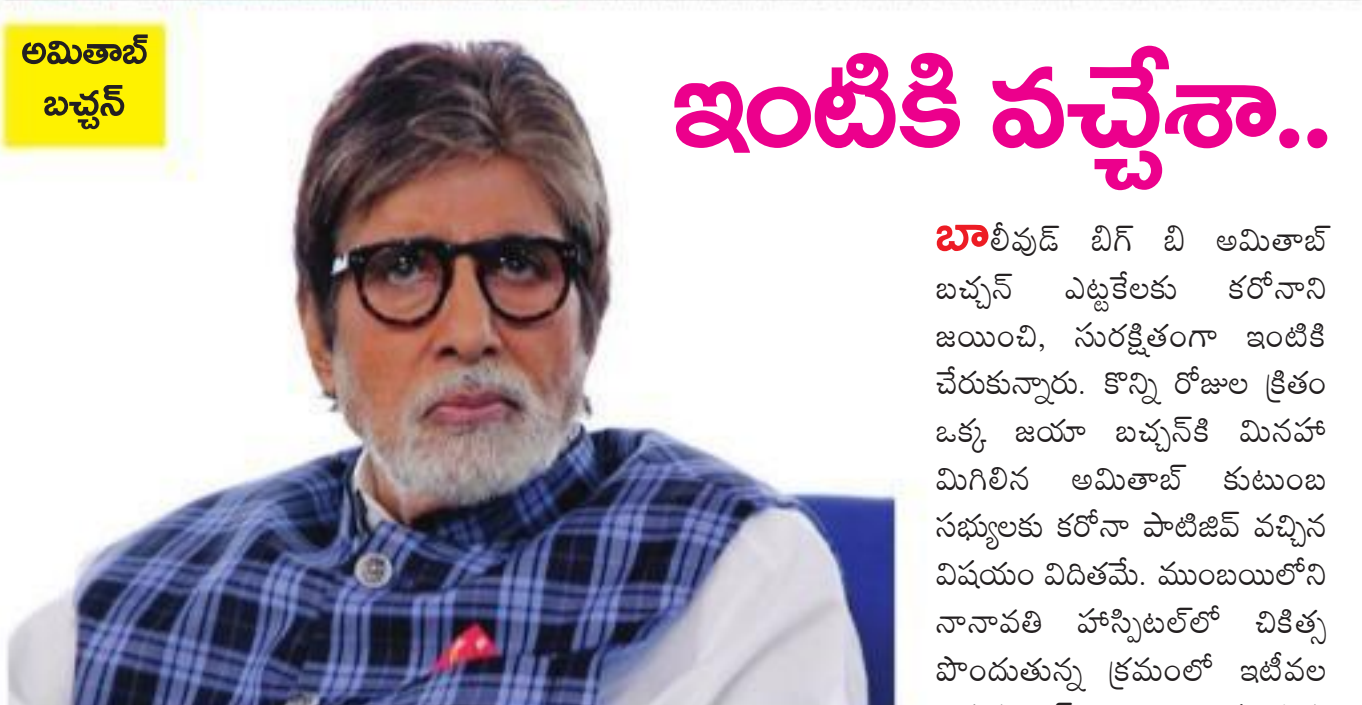 అమితాబ్
బచ్చన్
ఇంటికి వచ్చేశా..
బాలీవుడ్ బిగ్ బి అమితాబ్
బచ్చన్ ఎట్టకేలకు కరోనాని
జయించి, సురక్షితంగా ఇంటికి
చేరుకున్నారు. కొన్ని రోజుల క్రితం
ఒక్క జయా బచ్చన్‌కి మినహా
మిగిలిన అమితాబ్ కుటుంబ
సభ్యులకు కరోనా పాటిజివ్ వచ్చిన
విషయం విదితమే. ముంబయిలోని
నానావతి హాస్పిటల్‌లో చికిత్స
పొందుతున్న క్రమంలో ఇటీవల